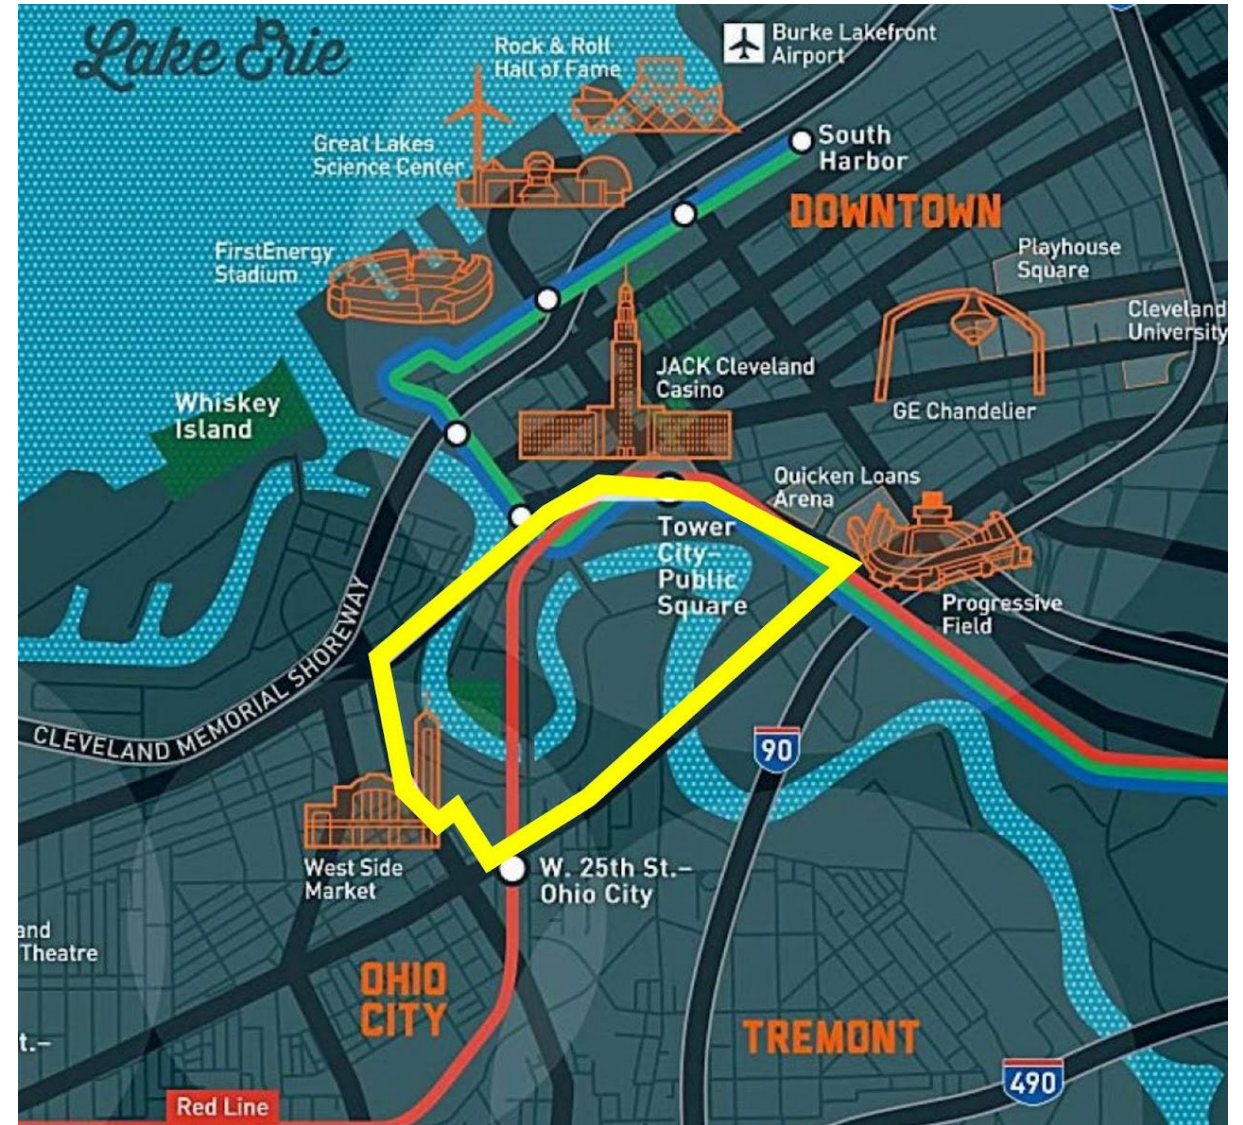 Lake Erie
Rock & Roll
Hall of Fame
Burke Lakefront
Airport
Great Lakes
Science Center
South
Harbor
DOWNTOWN
FirstEnergy
Stadium
Playhouse
Square
Cleveland
University
JACK Cleveland
Casino
GE Chandelier
Whiskey
Island
Quicken Loans
Arena
Tower
City–
Public
Square
Progressive
Field
CLEVELAND MEMORIAL SHOREWAY
90
West Side
Market
W. 25th St.–
Ohio City
and
Theatre
OHIO
CITY
TREMONT
t.–
490
Red Line